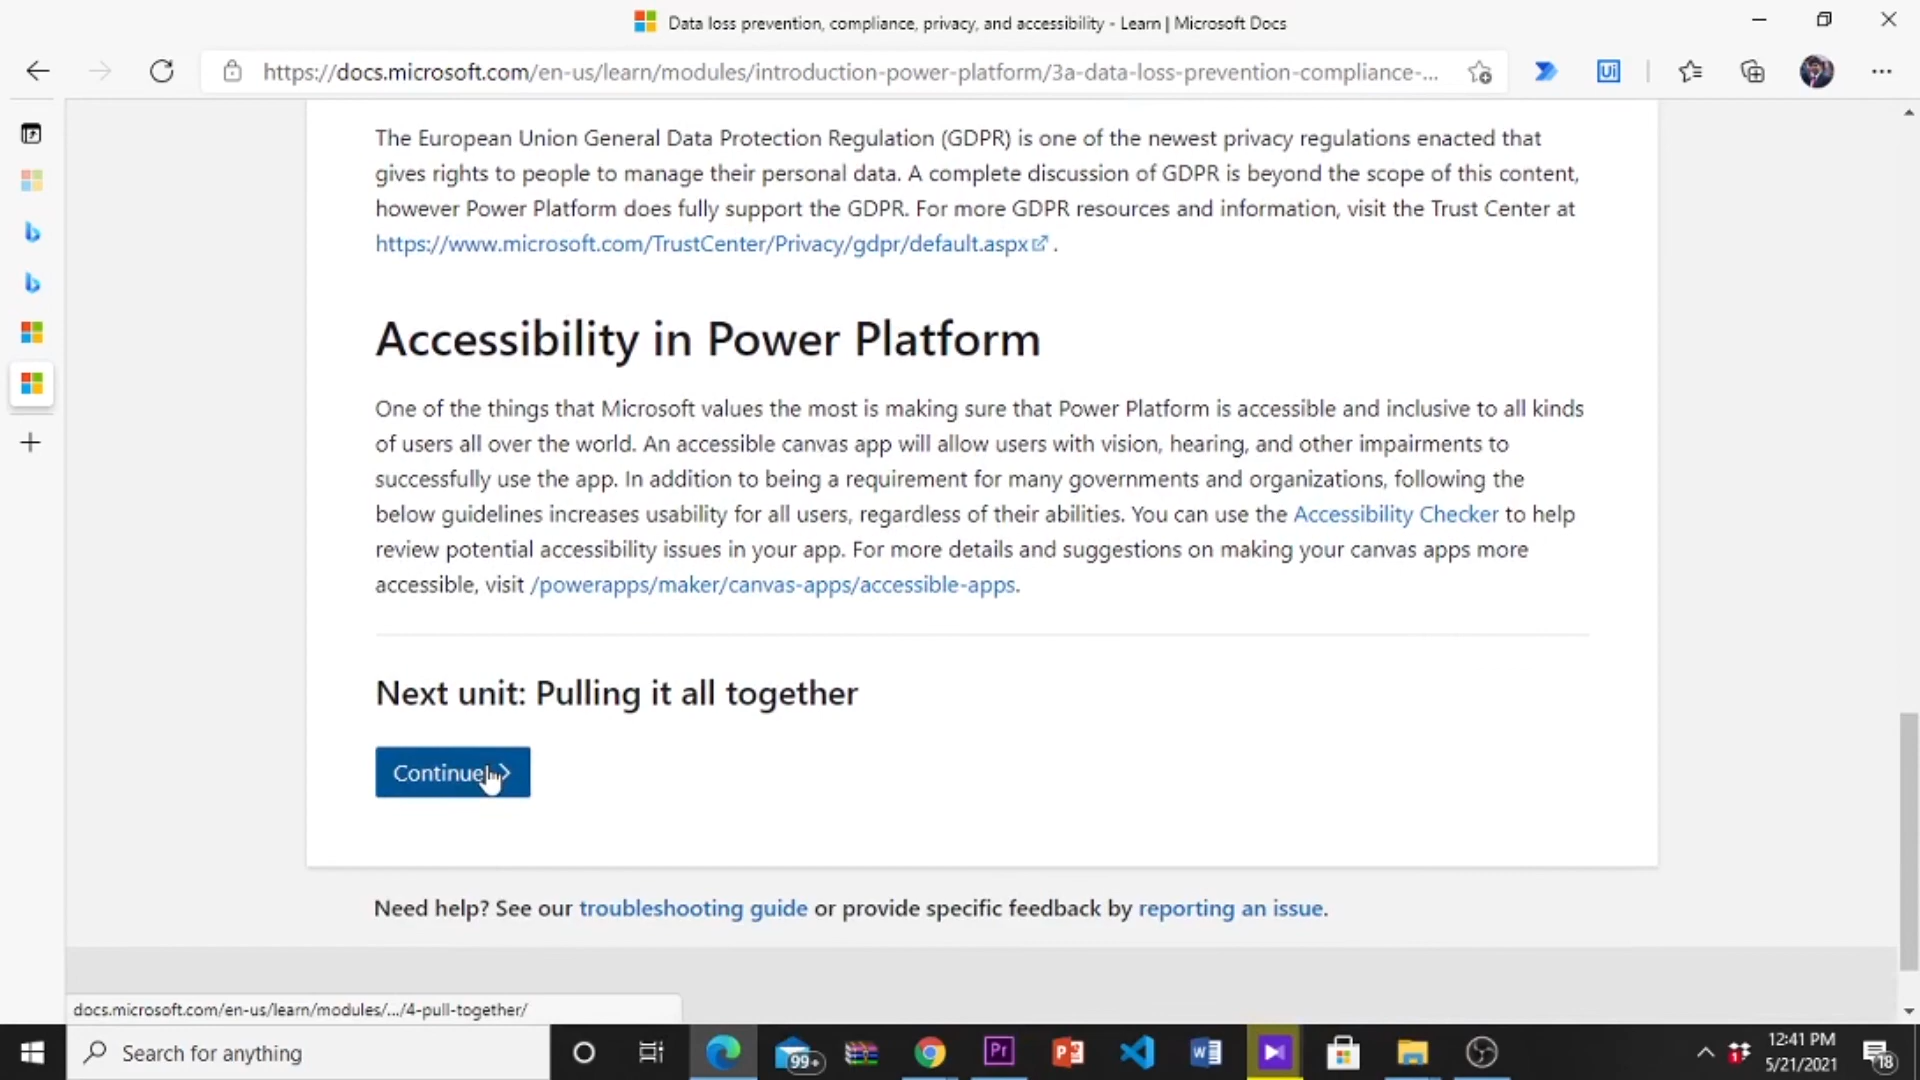 Data loss prevention, compliance, privacy, and accessibility - Learn | Microsoft Docs
https://docs.microsoft.com/en-us/learn/modules/introduction-power-platform/3a-data-loss-prevention-compliance-...
The European Union General Data Protection Regulation (GDPR) is one of the newest privacy regulations enacted that
gives rights to people to manage their personal data. A complete discussion of GDPR is beyond the scope of this content,
however Power Platform does fully support the GDPR. For more GDPR resources and information, visit the Trust Center at
https://www.microsoft.com/TrustCenter/Privacy/gdpr/default.aspx .
Accessibility in Power Platform
One of the things that Microsoft values the most is making sure that Power Platform is accessible and inclusive to all kinds
of users all over the world. An accessible canvas app will allow users with vision, hearing, and other impairments to
successfully use the app. In addition to being a requirement for many governments and organizations, following the
below guidelines increases usability for all users, regardless of their abilities. You can use the Accessibility Checker to help
review potential accessibility issues in your app. For more details and suggestions on making your canvas apps more
accessible, visit /powerapps/maker/canvas-apps/accessible-apps.
Next unit: Pulling it all together
Continue
Need help? See our troubleshooting guide or provide specific feedback by reporting an issue.
docs.microsoft.com/en-us/learn/modules/.../4-pull-together/
Search for anything
99+
Pr
12:41 PM
5/21/2021
18